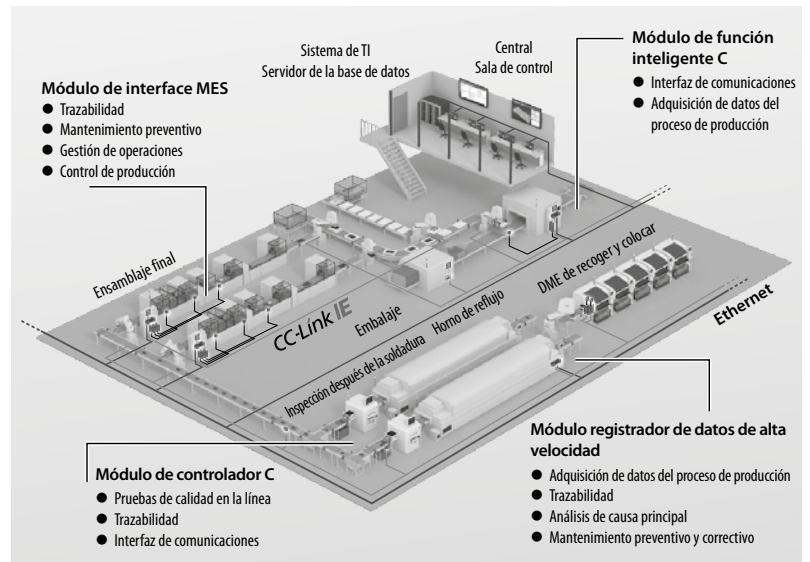 Sistema de TI
Servidor de la base de datos
Central
Sala de control
Módulo de función
inteligente C
● Interfaz de comunicaciones
● Adquisición de datos del
proceso de producción
Módulo de interface MES
● Trazabilidad
● Mantenimiento preventivo
● Gestión de operaciones
● Control de producción
Ensamblaje final
CC-Link IE
Embalaje
Inspección después de la soldadura
Horno de reflujo
DME de recoger y colocar
Ethernet
Módulo de controlador C
● Pruebas de calidad en la línea
● Trazabilidad
● Interfaz de comunicaciones
Módulo registrador de datos de alta
velocidad
● Adquisición de datos del proceso de producción
● Trazabilidad
● Análisis de causa principal
● Mantenimiento preventivo y correctivo